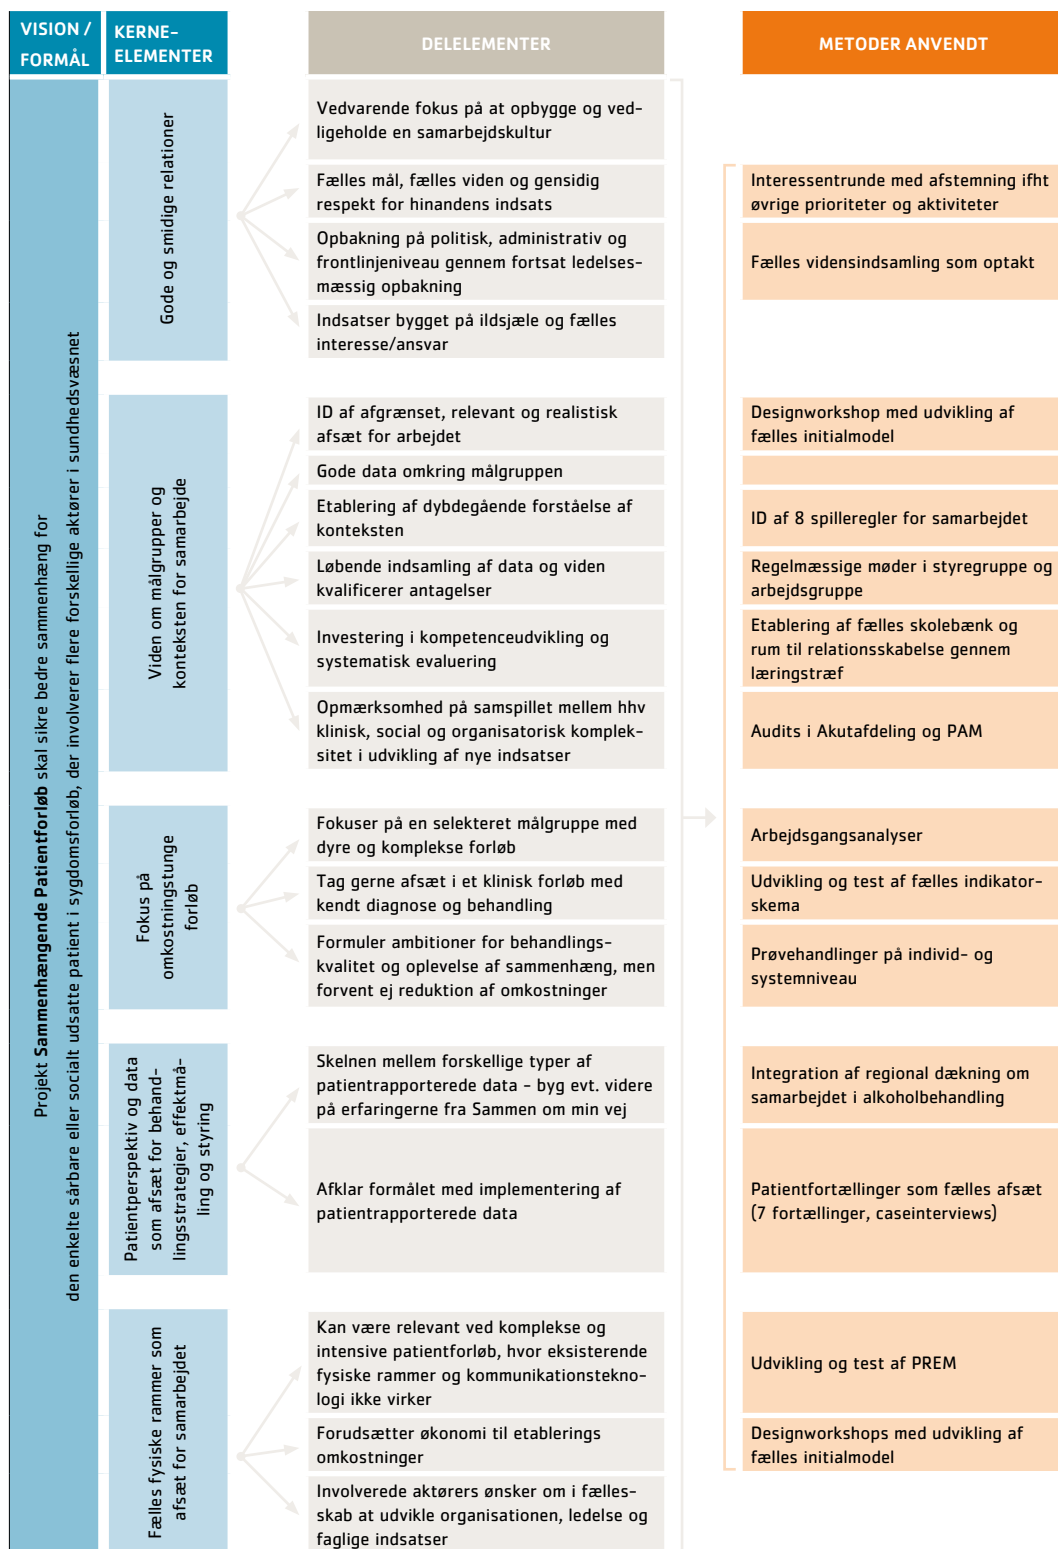 VISION /
FORMÅL
KERNE-
ELEMENTER
DELELEMENTER
METODER ANVENDT
Projekt Sammenhængende Patientforløb skal sikre bedre sammenhæng for
den enkelte sårbare eller socialt udsatte patient i sygdomsforløb, der involverer flere forskellige aktører i sundhedsvæsnet
Gode og smidige relationer
Vedvarende fokus på at opbygge og ved-
ligeholde en samarbejdskultur
Fælles mål, fælles viden og gensidig
respekt for hinandens indsats
Opbakning på politisk, administrativ og
frontlinjeniveau gennem fortsat ledelses-
mæssig opbakning
Indsatser bygget på ildsjæle og fælles
interesse/ansvar
Viden om målgrupper og
konteksten for samarbejde
ID af afgrænset, relevant og realistisk
afsæt for arbejdet
Gode data omkring målgruppen
Etablering af dybdegående forståelse af
konteksten
Løbende indsamling af data og viden
kvalificerer antagelser
Investering i kompetenceudvikling og
systematisk evaluering
Opmærksomhed på samspillet mellem hhv
klinisk, social og organisatorisk komplek-
sitet i udvikling af nye indsatser
Fokus på
omkostningstunge
forløb
Fokuser på en selekteret målgruppe med
dyre og komplekse forløb
Tag gerne afsæt i et klinisk forløb med
kendt diagnose og behandling
Formuler ambitioner for behandlings-
kvalitet og oplevelse af sammenhæng, men
forvent ej reduktion af omkostninger
Patientperspektiv og data
som afsæt for behand-
lingsstrategier, effektmå-
ling og styring
Skelnen mellem forskellige typer af
patientrapporterede data - byg evt. videre
på erfaringerne fra Sammen om min vej
Afklar formålet med implementering af
patientrapporterede data
Fælles fysiske rammer som
afsæt for samarbejdet
Kan være relevant ved komplekse og
intensive patientforløb, hvor eksisterende
fysiske rammer og kommunikationstekno-
logi ikke virker
Forudsætter økonomi til etablerings
omkostninger
Involverede aktørers ønsker om i fælles-
skab at udvikle organisationen, ledelse og
faglige indsatser
Interessentrunde med afstemning ifht
øvrige prioriteter og aktiviteter
Fælles vidensindsamling som optakt
Designworkshop med udvikling af
fælles initialmodel
ID af 8 spilleregler for samarbejdet
Regelmæssige møder i styregruppe og
arbejdsgruppe
Etablering af fælles skolebænk og
rum til relationsskabelse gennem
læringstræf
Audits i Akutafdeling og PAM
Arbejdsgangsanalyser
Udvikling og test af fælles indikator-
skema
Prøvehandlinger på individ- og
systemniveau
Integration af regional dækning om
samarbejdet i alkoholbehandling
Patientfortællinger som fælles afsæt
(7 fortællinger, caseinterviews)
Udvikling og test af PREM
Designworkshops med udvikling af
fælles initialmodel